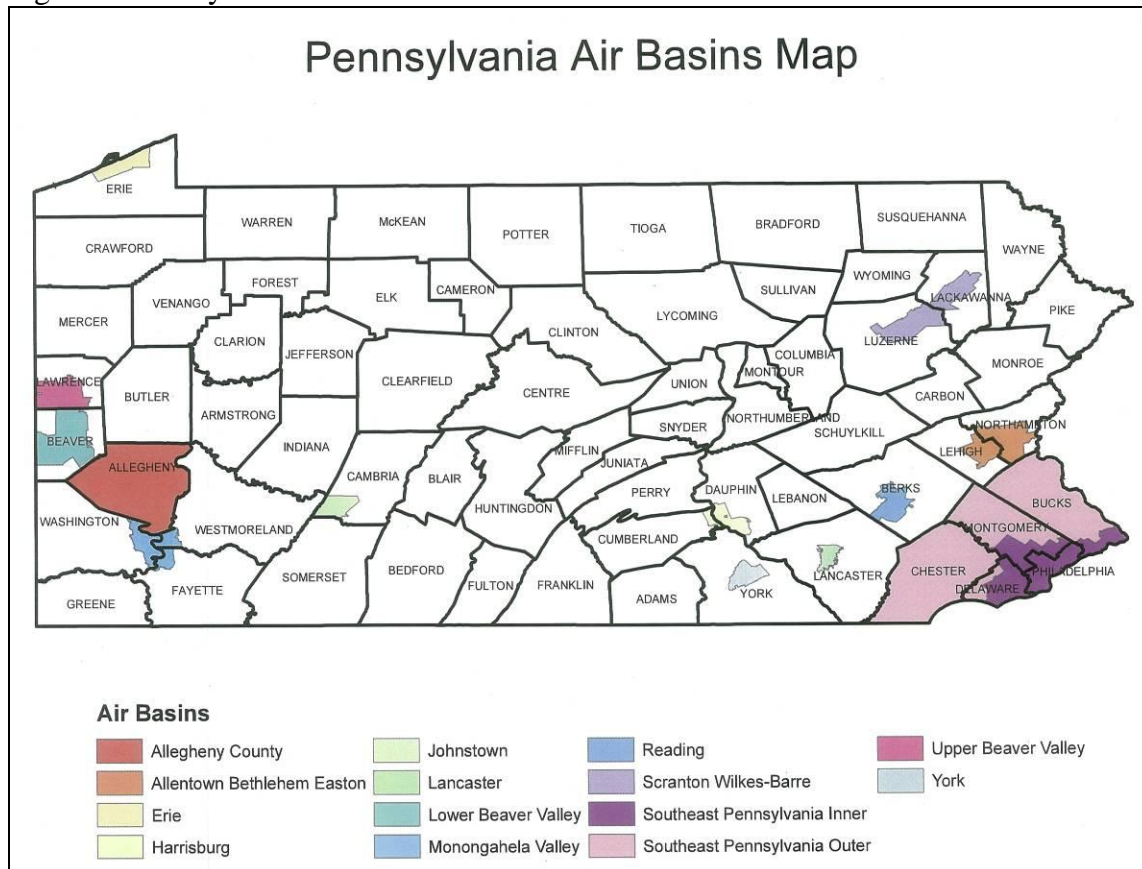 Pennsylvania Air Basins Map
ERIE
WARREN
McKEAN
POTTER
TIOGA
BRADFORD
SUSQUEHANNA
WAYNE
CRAWFORD
FOREST
ELK
CAMERON
WYOMING
LACKAWANNA
SULLIVAN
PIKE
VENANGO
MERCER
CLARION
JEFFERSON
CLINTON
LYCOMING
LUZERNE
COLUMBIA
MONTOUR
MONROE
LAWRENCE
BUTLER
CLEARFIELD
CENTRE
UNION
CARBON
ARMSTRONG
NORTHUMBERLAND
SNYDER
SCHUYLKILL
NORTHAMPTON
LEHIGH
BEAVER
INDIANA
ALLEGHENY
CAMBRIA
BLAIR
MIFFLIN
JUNIATA
HUNTINGDON
PERRY
DAUPHIN
LEBANON
BERKS
BUCKS
WASHINGTON
WESTMORELAND
MONTGOMERY
CUMBERLAND
LANCASTER
CHESTER
PHILADELPHIA
DELAWARE
GREENE
FAYETTE
SOMERSET
BEDFORD
FULTON
FRANKLIN
ADAMS
YORK
Air Basins
Allegheny County
Allentown Bethlehem Easton
Erie
Harrisburg
Johnstown
Lancaster
Lower Beaver Valley
Monongahela Valley
Reading
Scranton Wilkes-Barre
Southeast Pennsylvania Inner
Southeast Pennsylvania Outer
Upper Beaver Valley
York